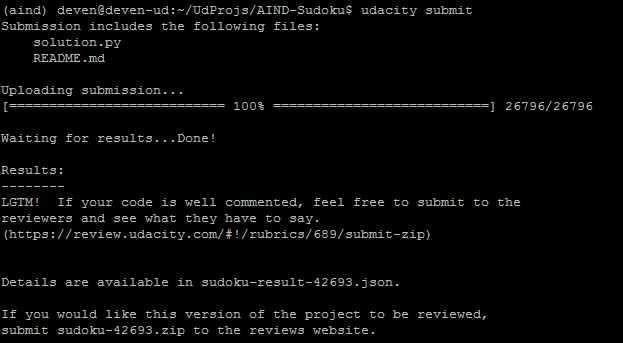 (aind) deven@deven-ud:~/UdProjs/AIND-Sudoku$ udacity submit
Submission includes the following files:
    solution.py
    README.md

Uploading submission...
[=========================== 100% ===========================] 26796/26796

Waiting for results...Done!

Results:
--------
LGTM!  If your code is well commented, feel free to submit to the
reviewers and see what they have to say.
(https://review.udacity.com/#!/rubrics/689/submit-zip)


Details are available in sudoku-result-42693.json.

If you would like this version of the project to be reviewed,
submit sudoku-42693.zip to the reviews website.